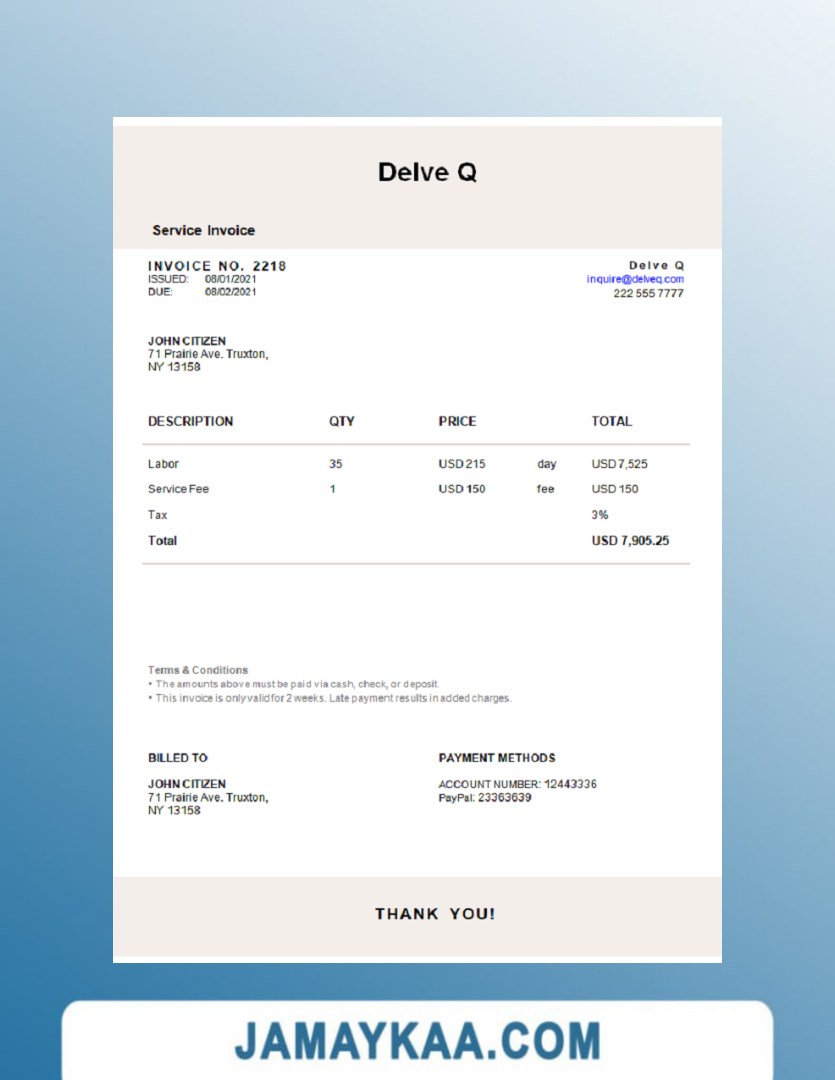 Delve Q
Service Invoice
INVOICE NO. 2218
ISSUED: 08/01/2021
DUE: 08/02/2021
Delve Q
inquire@delveq.com
222 555 7777
JOHN CITIZEN
71 Prairie Ave. Truxton,
NY 13158
DESCRIPTION QTY PRICE TOTAL
Labor 35 USD 215 day USD 7,525
Service Fee 1 USD 150 fee USD 150
Tax 3%
Total USD 7,905.25
Terms & Conditions
• The amounts above must be paid via cash, check, or deposit.
• This invoice is only valid for 2 weeks. Late payment results in added charges.
BILLED TO
JOHN CITIZEN
71 Prairie Ave. Truxton,
NY 13158
PAYMENT METHODS
ACCOUNT NUMBER: 12443336
PayPal: 23363639
THANK YOU!
JAMAYKAA.COM